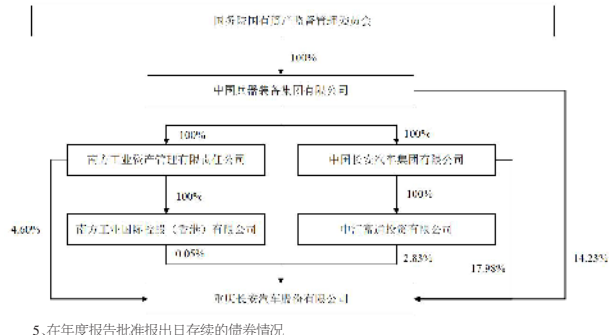 国务院国有资产监督管理委员会
100%
中国兵器装备集团有限公司
100%
100%
南方工业资产管理有限责任公司
中国长安汽车集团有限公司
100%
100%
4.60%
南方工业国际控股（香港）有限公司
中汇富通投资有限公司
14.23%
0.05%
2.83%
17.98%
重庆长安汽车股份有限公司
5、在年度报告批准报出日存续的债券情况